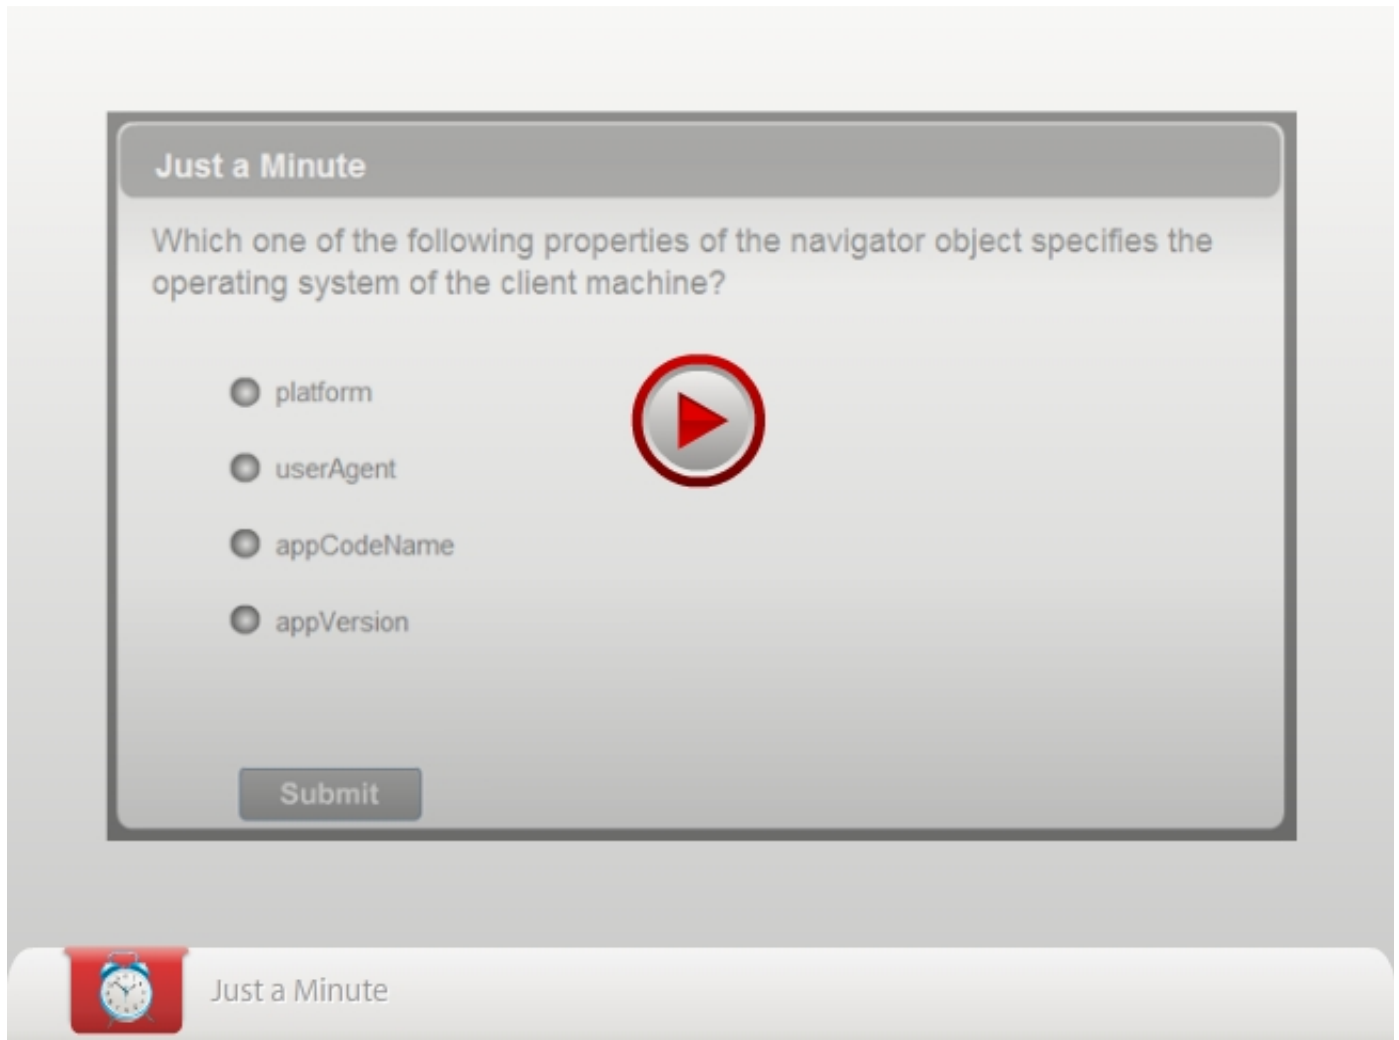 Just a Minute
Which one of the following properties of the navigator object specifies the
operating system of the client machine?
platform
userAgent
appCodeName
appVersion
Submit
Just a Minute